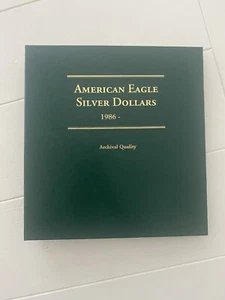 American Eagle
Silver Dollars
1986 -
Archival Quality